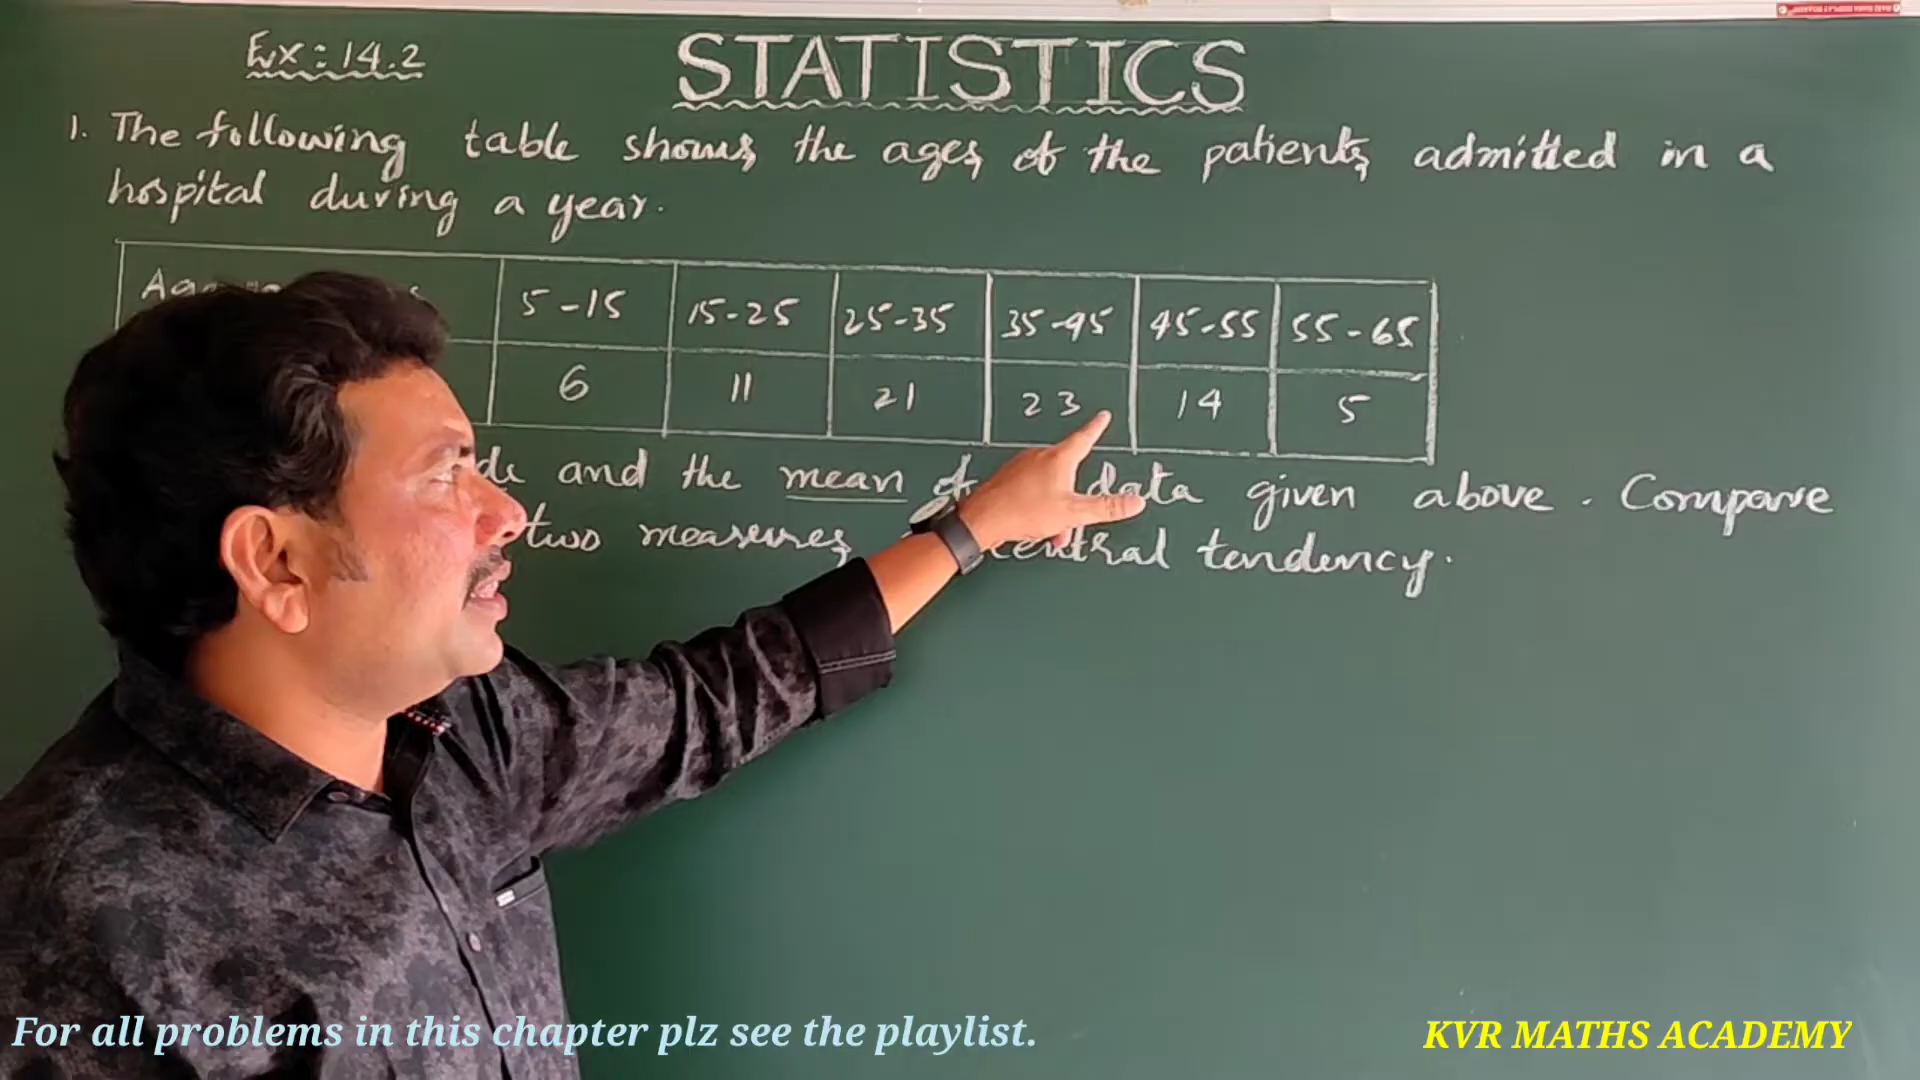 Ex: 14.2
STATISTICS
1. The following table shows the ages of the patients admitted in a
hospital during a year.
5-15 15-25 25-35 35-45 45-55 55-65
6 11 21 23 14 5
and the mean of data given above. Compare
two measures central tendency.
For all problems in this chapter plz see the playlist.
KVR MATHS ACADEMY